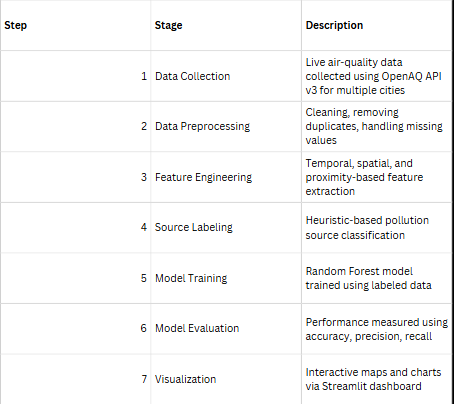 Step Stage Description
1 Data Collection Live air-quality data
collected using OpenAQ API
v3 for multiple cities
2 Data Preprocessing Cleaning, removing
duplicates, handling missing
values
3 Feature Engineering Temporal, spatial, and
proximity-based feature
extraction
4 Source Labeling Heuristic-based pollution
source classification
5 Model Training Random Forest model
trained using labeled data
6 Model Evaluation Performance measured using
accuracy, precision, recall
7 Visualization Interactive maps and charts
via Streamlit dashboard